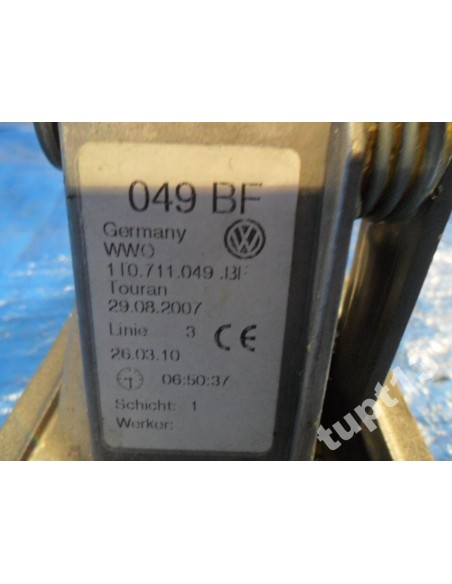 049 BF
Germany
WWO
1T0.711.049 .BF
Touran
29.08.2007
Linie 3 CE
26.03.10
06:50:37
Schicht: 1
Werker: